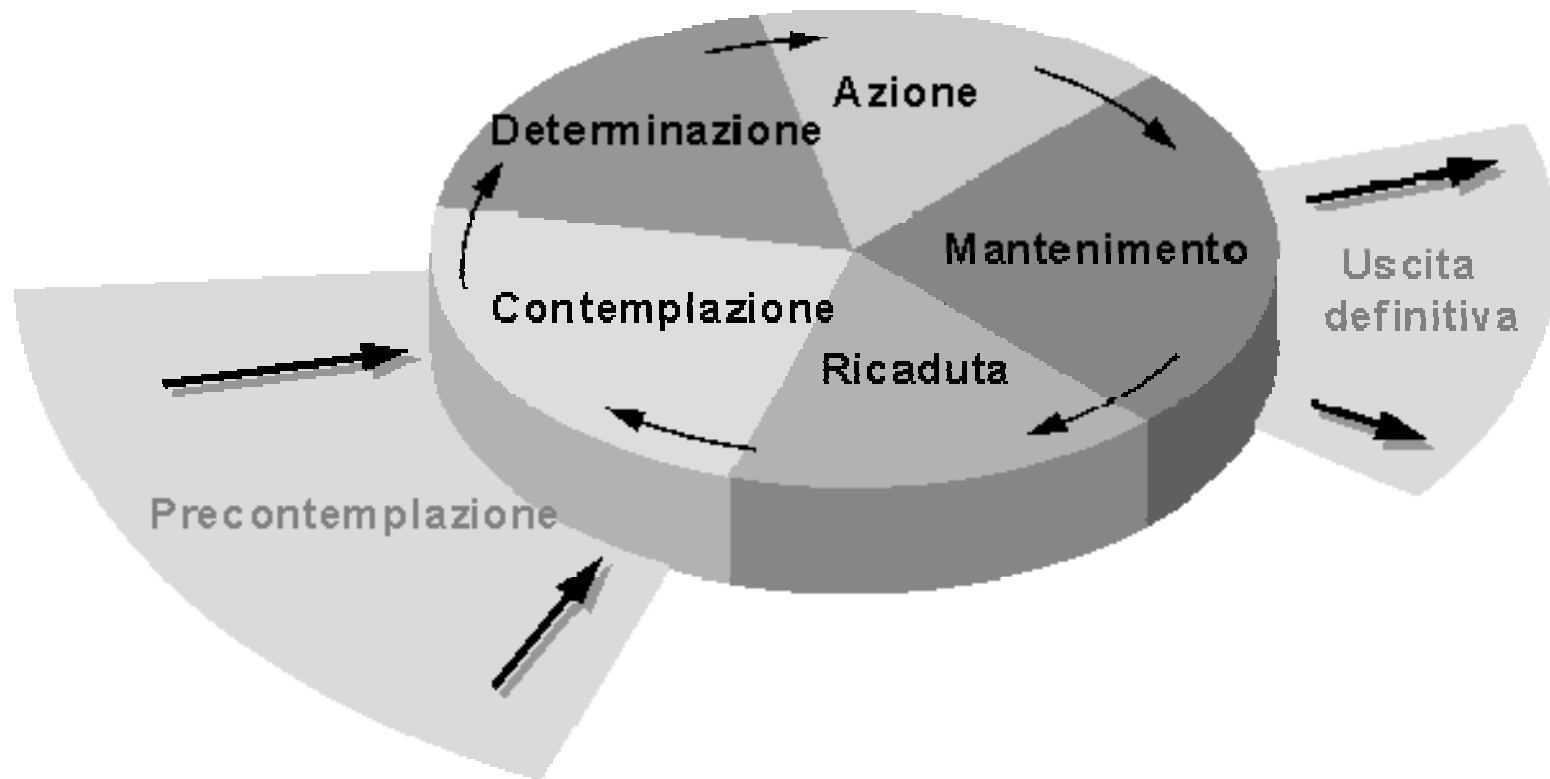 Azione
Determinazione
Mantenimento
Uscita
definitiva
Contemplazione
Ricaduta
Precontemplazione